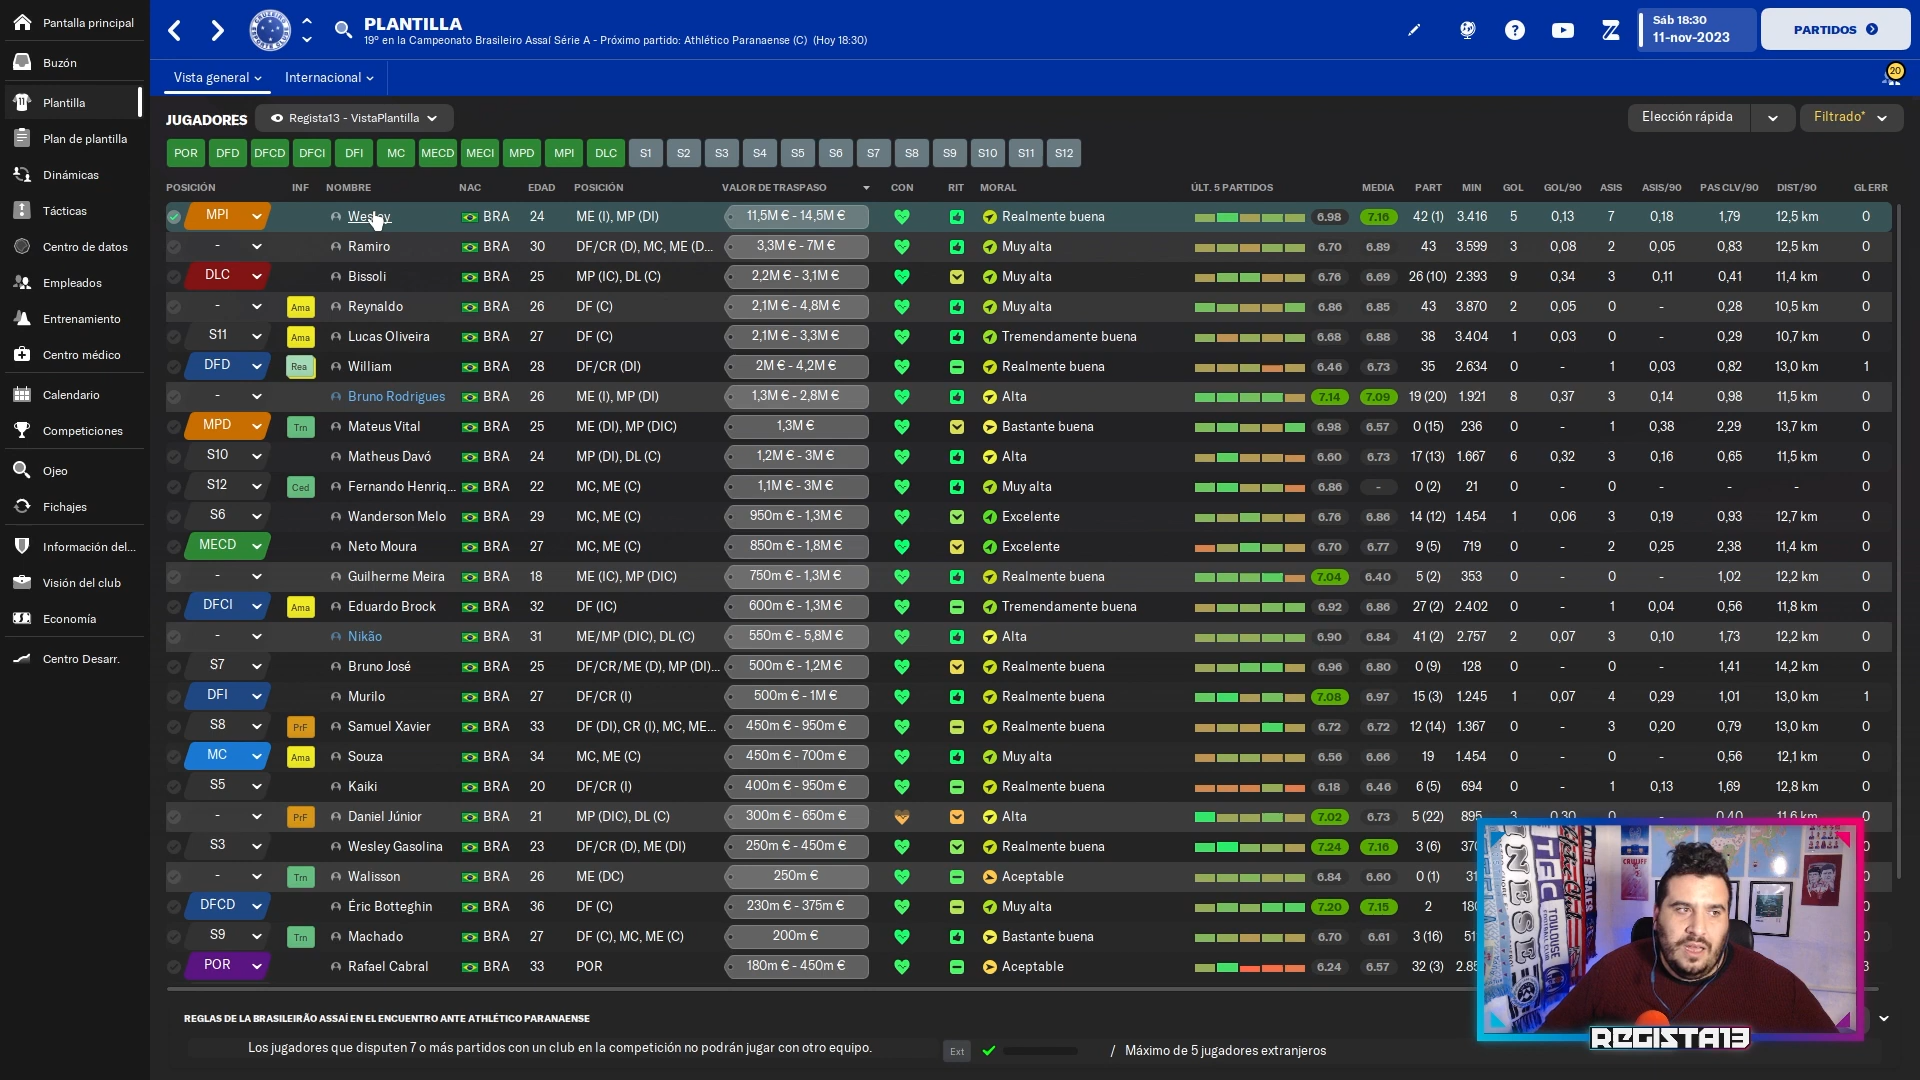 Pantalla principal
Buzón
Plantilla
Plan de plantilla
Dinámicas
Tácticas
Centro de datos
Empleados
Entrenamiento
Centro médico
Calendario
Competiciones
Ojeo
Fichajes
Información del...
Visión del club
Economía
Centro Desarr.
PLANTILLA
19º en la Campeonato Brasileiro Assaí Série A - Próximo partido: Athlético Paranaense (C) (Hoy 18:30)
Sáb 18:30
11-nov-2023
PARTIDOS
Vista general Internacional
20
JUGADORES Regista13 - VistaPlantilla Elección rápida Filtrado*
POR DFD DFCD DFCI DFI MC MECD MECI MPD MPI DLC S1 S2 S3 S4 S5 S6 S7 S8 S9 S10 S11 S12
POSICIÓN INF NOMBRE NAC EDAD POSICIÓN VALOR DE TRASPASO CON RIT MORAL ÚLT. 5 PARTIDOS MEDIA PART MIN GOL GOL/90 ASIS ASIS/90 PAS CLV/90 DIST/90 GL ERR
MPI Wesley BRA 24 ME (I), MP (DI) 11,5M € - 14,5M € Realmente buena 6.98 7.16 42 (1) 3.416 5 0,13 7 0,18 1,79 12,5 km 0
- Ramiro BRA 30 DF/CR (D), MC, ME (D... 3,3M € - 7M € Muy alta 6.70 6.89 43 3.599 3 0,08 2 0,05 0,83 12,5 km 0
DLC Bissoli BRA 25 MP (IC), DL (C) 2,2M € - 3,1M € Muy alta 6.76 6.69 26 (10) 2.393 9 0,34 3 0,11 0,41 11,4 km 0
- Ama Reynaldo BRA 26 DF (C) 2,1M € - 4,8M € Muy alta 6.86 6.85 43 3.870 2 0,05 0 - 0,28 10,5 km 0
S11 Ama Lucas Oliveira BRA 27 DF (C) 2,1M € - 3,3M € Tremendamente buena 6.68 6.88 38 3.404 1 0,03 0 - 0,29 10,7 km 0
DFD Rea William BRA 28 DF/CR (DI) 2M € - 4,2M € Realmente buena 6.46 6.73 35 2.634 0 - 1 0,03 0,82 13,0 km 1
- Bruno Rodrigues BRA 26 ME (I), MP (DI) 1,3M € - 2,8M € Alta 7.14 7.09 19 (20) 1.921 8 0,37 3 0,14 0,98 11,5 km 0
MPD Trn Mateus Vital BRA 25 ME (DI), MP (DIC) 1,3M € Bastante buena 6.98 6.57 0 (15) 236 0 - 1 0,38 2,29 13,7 km 0
S10 Matheus Davó BRA 24 MP (DI), DL (C) 1,2M € - 3M € Alta 6.60 6.73 17 (13) 1.667 6 0,32 3 0,16 0,65 11,5 km 0
S12 Ced Fernando Henriq... BRA 22 MC, ME (C) 1,1M € - 3M € Muy alta 6.86 - 0 (2) 21 0 - 0 - - - 0
S6 Wanderson Melo BRA 29 MC, ME (C) 950m € - 1,3M € Excelente 6.76 6.86 14 (12) 1.454 1 0,06 3 0,19 0,93 12,7 km 0
MECD Neto Moura BRA 27 MC, ME (C) 850m € - 1,8M € Excelente 6.70 6.77 9 (5) 719 0 - 2 0,25 2,38 11,4 km 0
- Guilherme Meira BRA 18 ME (IC), MP (DIC) 750m € - 1,3M € Realmente buena 7.04 6.40 5 (2) 353 0 - 0 - 1,02 12,2 km 0
DFCI Ama Eduardo Brock BRA 32 DF (IC) 600m € - 1,3M € Tremendamente buena 6.92 6.86 27 (2) 2.402 0 - 1 0,04 0,56 11,8 km 0
- Nikão BRA 31 ME/MP (DIC), DL (C) 550m € - 5,8M € Alta 6.90 6.84 41 (2) 2.757 2 0,07 3 0,10 1,73 12,2 km 0
S7 Bruno José BRA 25 DF/CR/ME (D), MP (DI)... 500m € - 1,2M € Realmente buena 6.96 6.80 0 (9) 128 0 - 0 - 1,41 14,2 km 0
DFI Murilo BRA 27 DF/CR (I) 500m € - 1M € Realmente buena 7.08 6.97 15 (3) 1.245 1 0,07 4 0,29 1,01 13,0 km 1
S8 PrF Samuel Xavier BRA 33 DF (DI), CR (I), MC, ME... 450m € - 950m € Realmente buena 6.72 6.72 12 (14) 1.367 0 - 3 0,20 0,79 13,0 km 0
MC Ama Souza BRA 34 MC, ME (C) 450m € - 700m € Muy alta 6.56 6.66 19 1.454 0 - 0 - 0,56 12,1 km 0
S5 Kaiki BRA 20 DF/CR (I) 400m € - 950m € Realmente buena 6.18 6.46 6 (5) 694 0 - 1 0,13 1,69 12,8 km 0
- PrF Daniel Júnior BRA 21 MP (DIC), DL (C) 300m € - 650m € Alta 7.02 6.73 5 (22) 895 3 0,30 0 - 0,40 11,6 km 0
S3 Wesley Gasolina BRA 23 DF/CR (D), ME (DI) 250m € - 450m € Realmente buena 7.24 7.16 3 (6)
- Trn Walisson BRA 26 ME (DC) 250m € Aceptable 6.84 6.60 0 (1)
DFCD Éric Botteghin BRA 36 DF (C) 230m € - 375m € Muy alta 7.20 7.15 2
S9 Trn Machado BRA 27 DF (C), MC, ME (C) 200m € Bastante buena 6.70 6.61 3 (16)
POR Rafael Cabral BRA 33 POR 180m € - 450m € Aceptable 6.24 6.57 32 (3)
CRUIJFF
TFC
TOULOUSE
REGISTA13
REGLAS DE LA BRASILEIRÃO ASSAÍ EN EL ENCUENTRO ANTE ATHLÉTICO PARANAENSE
Los jugadores que disputen 7 o más partidos con un club en la competición no podrán jugar con otro equipo. Ext / Máximo de 5 jugadores extranjeros